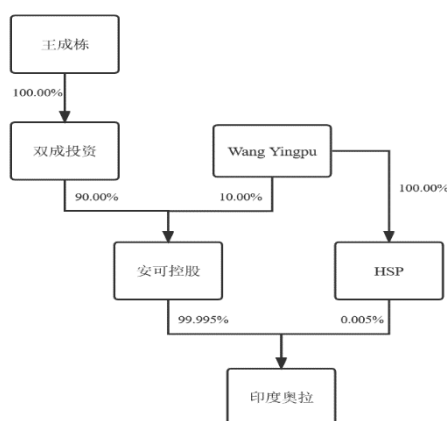 王成栋
100.00%
双成投资
Wang Yingpu
100.00%
90.00%
10.00%
安可控股
HSP
99.995%
0.005%
印度奥拉